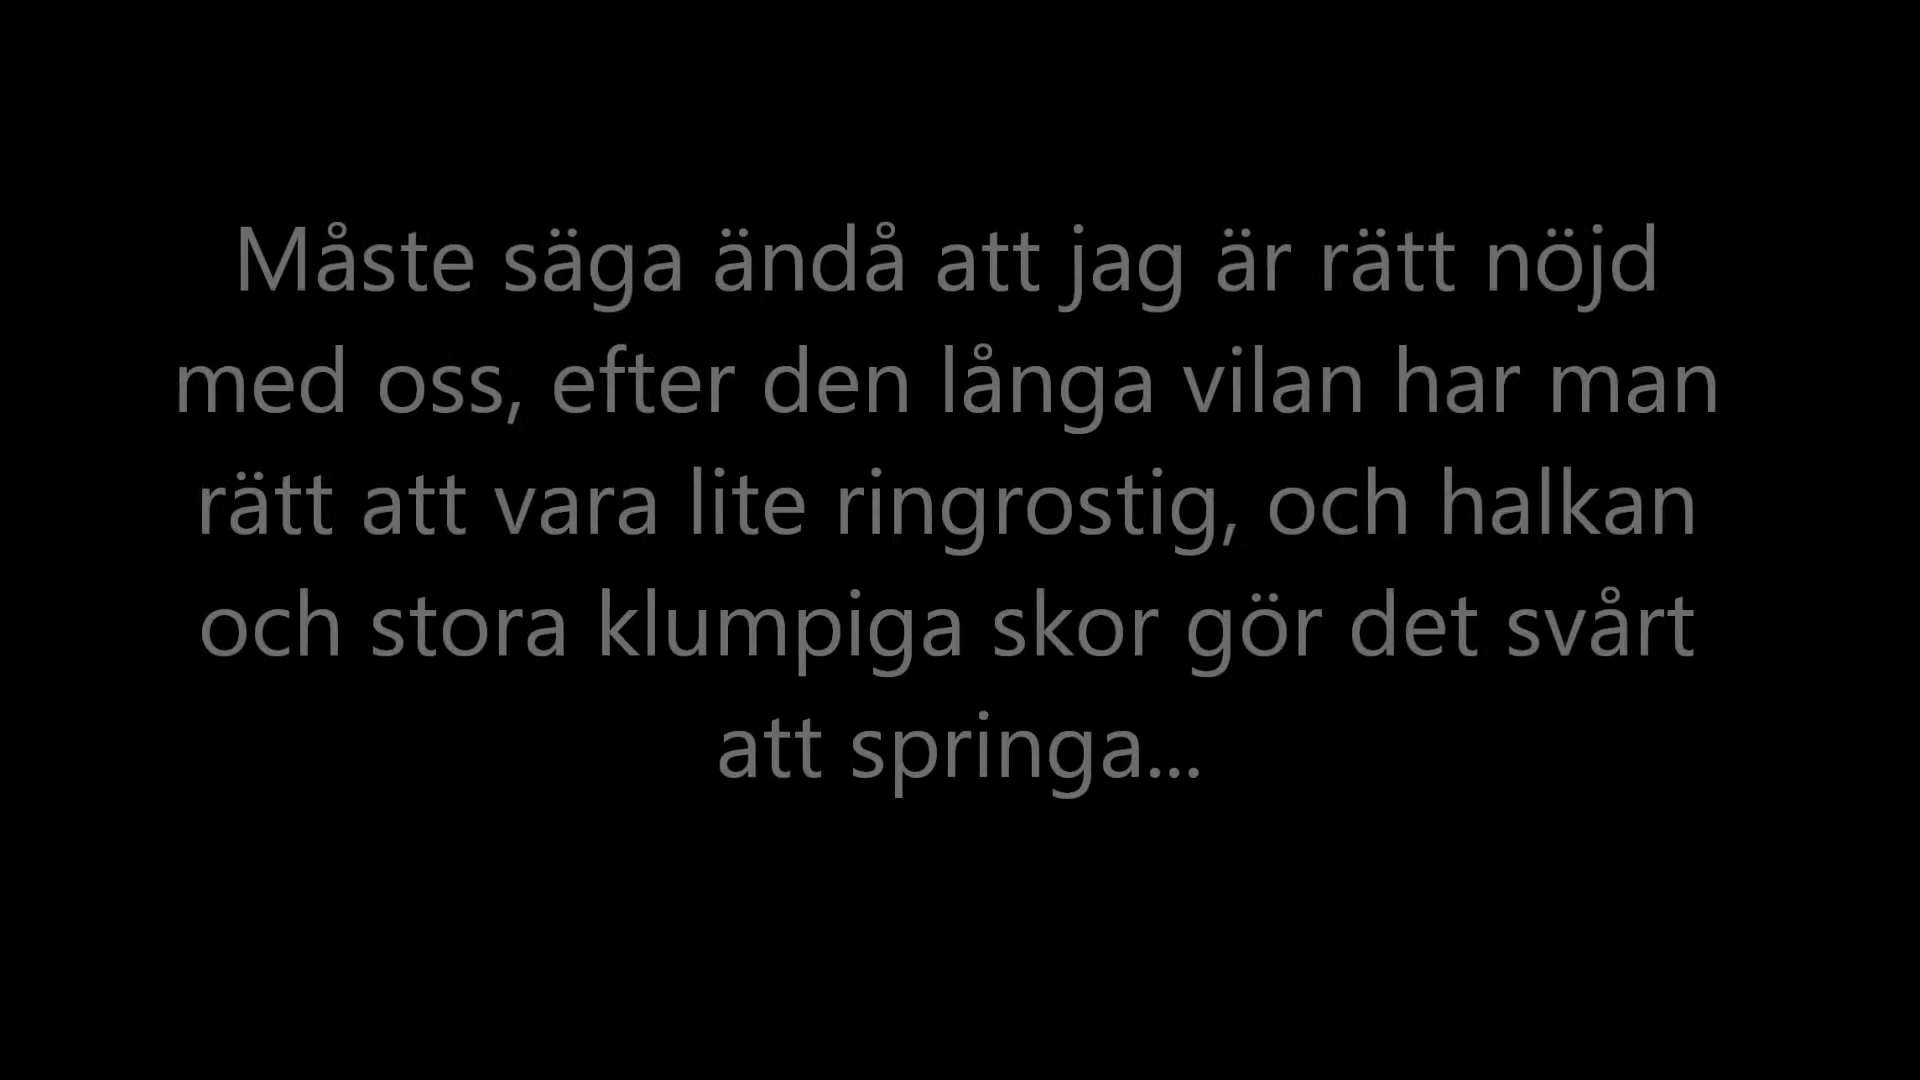 Måste säga ändå att jag är rätt nöjd
med oss, efter den långa vilan har man
rätt att vara lite ringrostig, och halkan
och stora klumpiga skor gör det svårt
att springa...